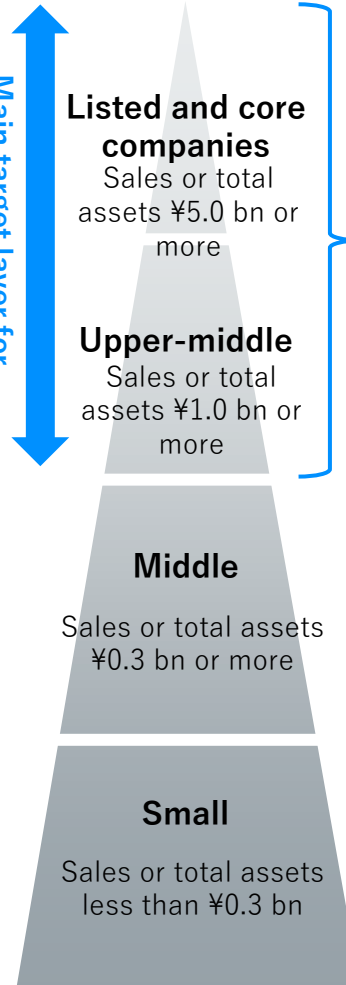 Main target layer for
Listed and core
companies
Sales or total
assets ¥5.0 bn or
more
Upper-middle
Sales or total
assets ¥1.0 bn or
more
Middle
Sales or total assets
¥0.3 bn or more
Small
Sales or total assets
less than ¥0.3 bn